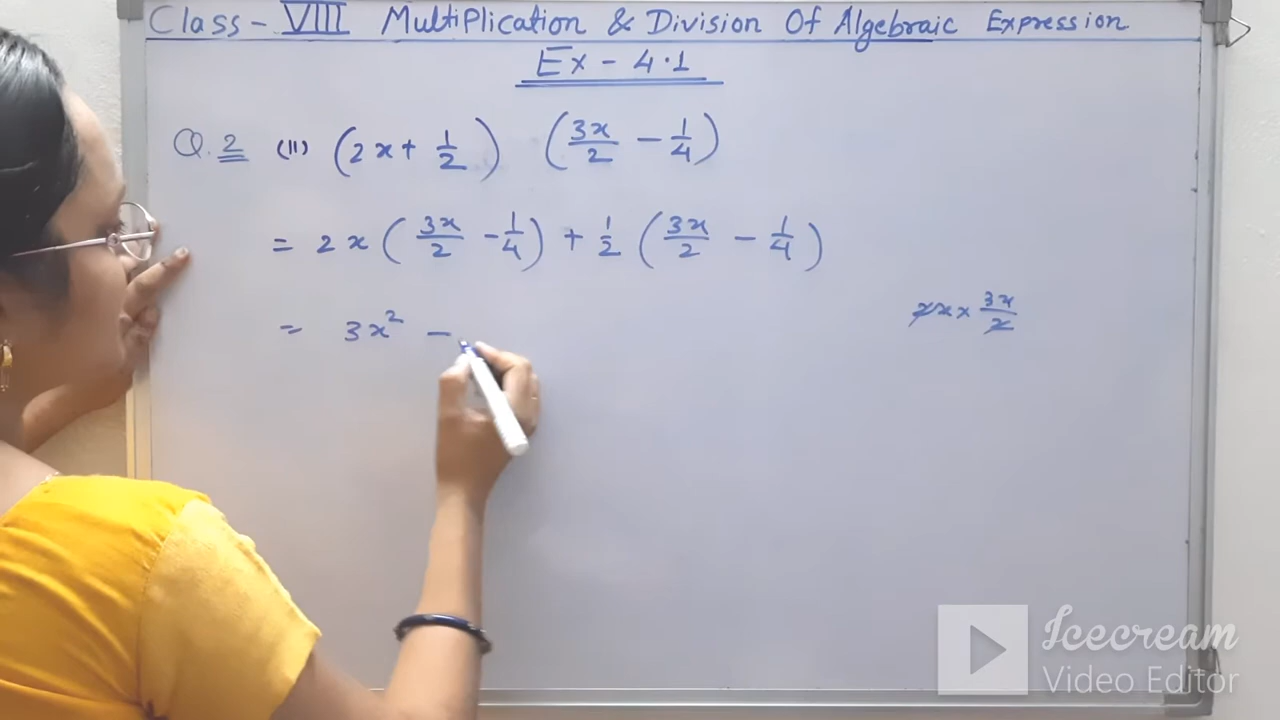 Class - VIII Multiplication & Division Of Algebraic Expression
Ex - 4.1
Q.2 (11) (2x + 1/2) (3x/2 - 1/4)
= 2x (3x/2 - 1/4) + 1/2 (3x/2 - 1/4)
2x x 3x/2
= 3x² -
Icecream
Video Editor